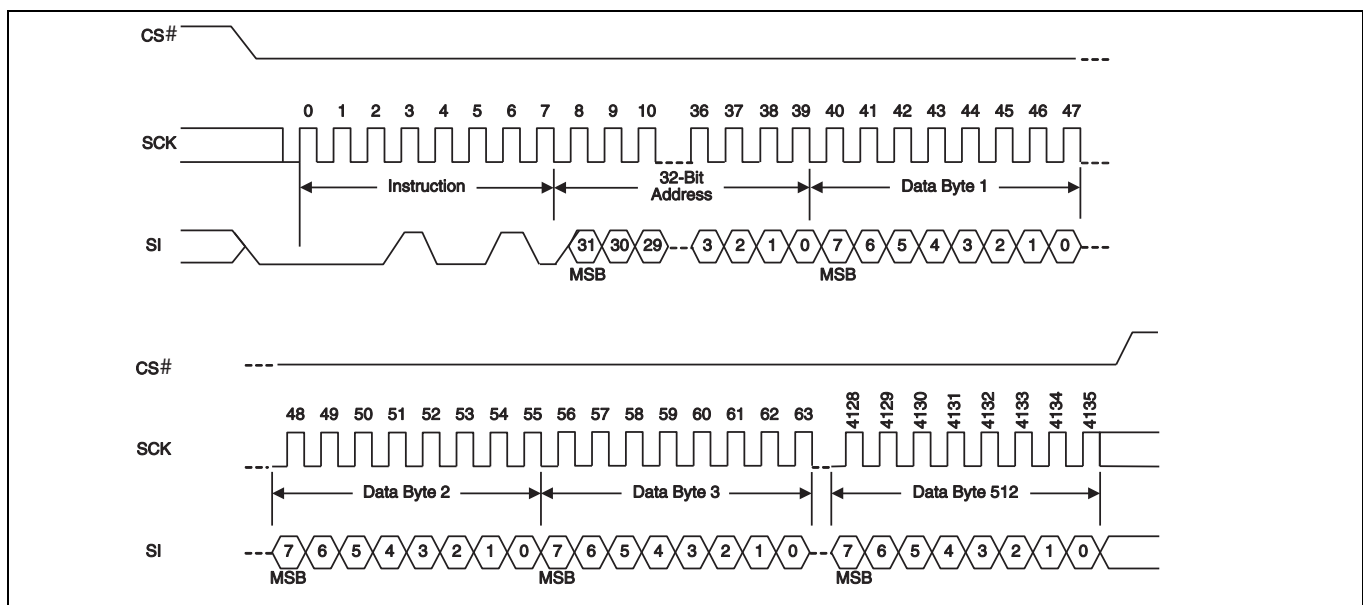 CS#
0 1 2 3 4 5 6 7 8 9 10 36 37 38 39 40 41 42 43 44 45 46 47
SCK
Instruction 32-Bit Address Data Byte 1
SI 31 30 29 3 2 1 0 7 6 5 4 3 2 1 0
MSB MSB
CS#
48 49 50 51 52 53 54 55 56 57 58 59 60 61 62 63 4128 4129 4130 4131 4132 4133 4134 4135
SCK
Data Byte 2 Data Byte 3 Data Byte 512
SI 7 6 5 4 3 2 1 0 7 6 5 4 3 2 1 0 7 6 5 4 3 2 1 0
MSB MSB MSB